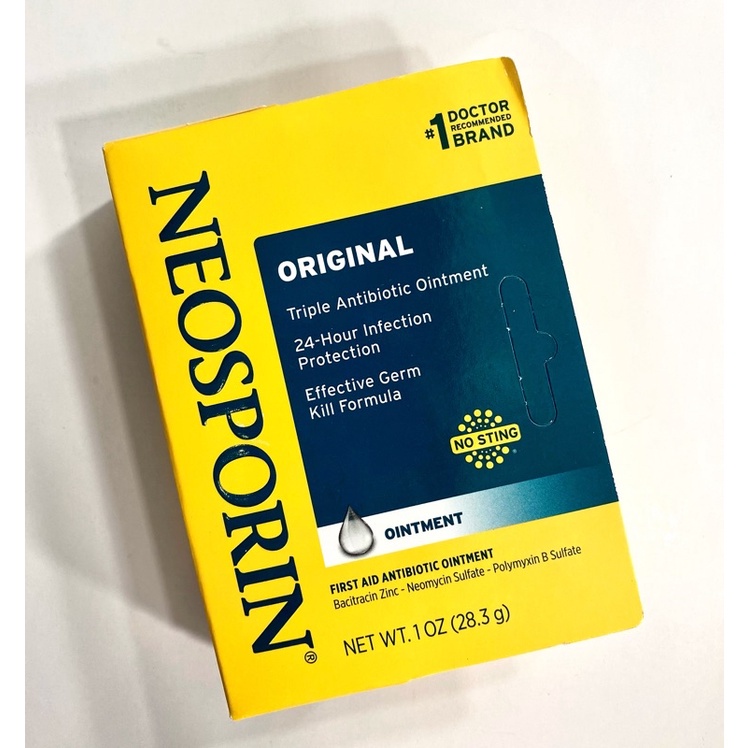 #1 DOCTOR
RECOMMENDED
BRAND
NEOSPORIN®
ORIGINAL
Triple Antibiotic Ointment
24-Hour Infection
Protection
Effective Germ
Kill Formula
NO STING
OINTMENT
FIRST AID ANTIBIOTIC OINTMENT
Bacitracin Zinc - Neomycin Sulfate - Polymyxin B Sulfate
NET WT. 1 OZ (28.3 g)